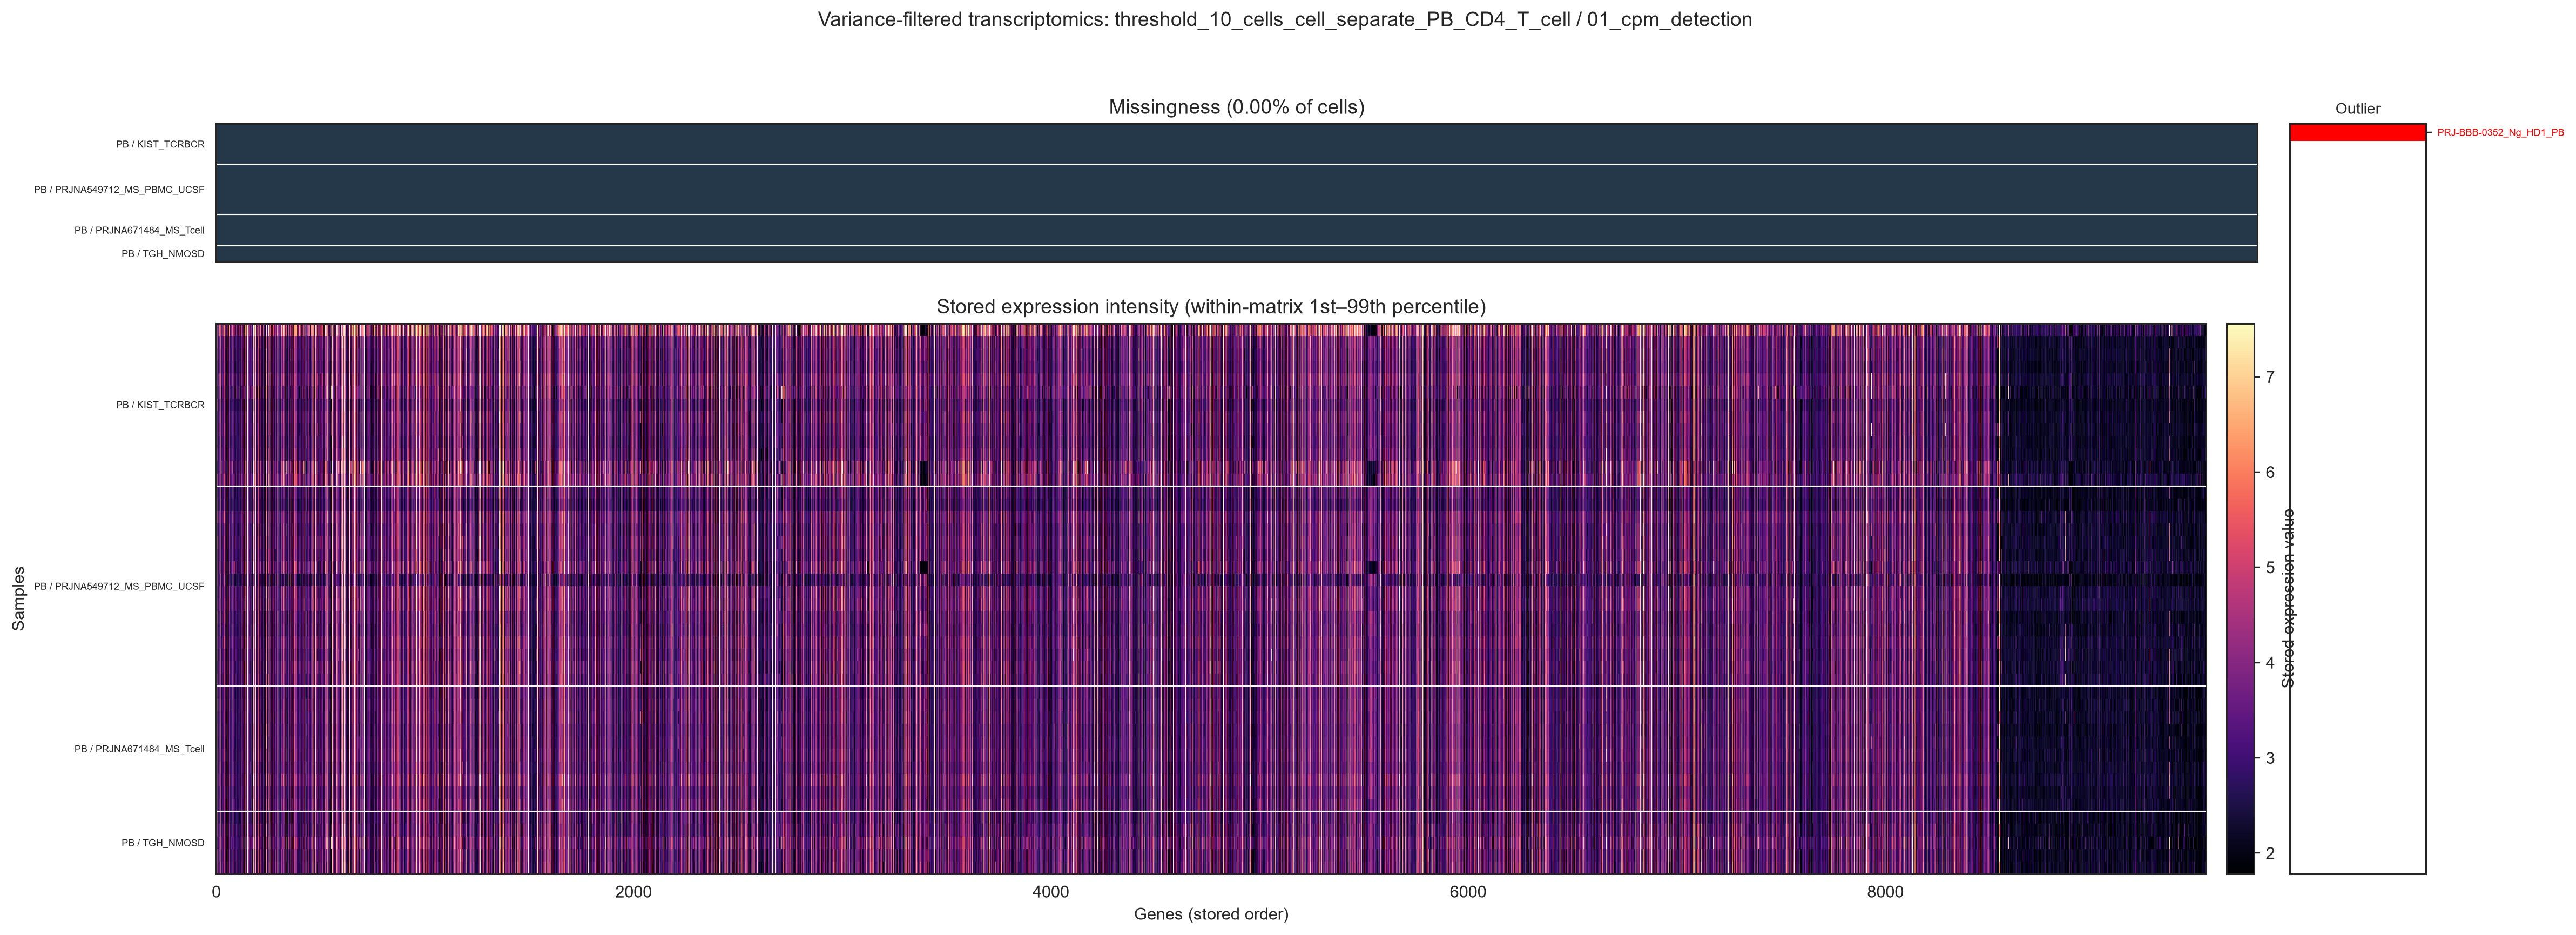 Variance-filtered transcriptomics: threshold_10_cells_cell_separate_PB_CD4_T_cell / 01_cpm_detection
Missingness (0.00% of cells)
Outlier
PB / KIST_TCRBCR
PB / PRJNA549712_MS_PBMC_UCSF
PB / PRJNA671484_MS_Tcell
PB / TGH_NMOSD
PRJ-BBB-0352_Ng_HD1_PB
Stored expression intensity (within-matrix 1st–99th percentile)
Samples
PB / KIST_TCRBCR
PB / PRJNA549712_MS_PBMC_UCSF
PB / PRJNA671484_MS_Tcell
PB / TGH_NMOSD
7
6
5
4
3
2
Stored expression value
0
2000
4000
6000
8000
Genes (stored order)